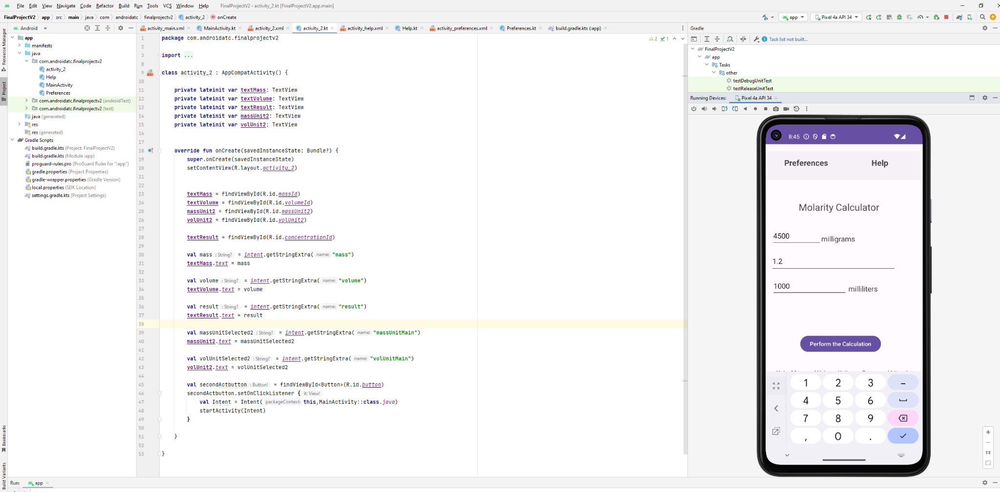 File Edit View Navigate Code Refactor Build Run Tools VCS Window Help FinalProjectV2 - activity_2.kt [FinalProjectV2.app.main]
FinalProjectV2 app src main java com androidatc finalprojectv2 activity_2 onCreate app Pixel 4a API 34
Android
activity_main.xml MainActivity.kt activity_2.xml activity_2.kt activity_help.xml Help.kt activity_preferences.xml Preferences.kt build.gradle.kts (:app)
Resource Manager
Project
Bookmarks
Build Variants
app
manifests
java
com.androidatc.finalprojectv2
activity_2
Help
MainActivity
Preferences
com.androidatc.finalprojectv2 (androidTest)
com.androidatc.finalprojectv2 (test)
java (generated)
res
res (generated)
Gradle Scripts
build.gradle.kts (Project: FinalProjectV2)
build.gradle.kts (Module :app)
proguard-rules.pro (ProGuard Rules for ":app")
gradle.properties (Project Properties)
gradle-wrapper.properties (Gradle Version)
local.properties (SDK Location)
settings.gradle.kts (Project Settings)
2 1
1 package com.androidatc.finalprojectv2
2
3 import ...
8
9 class activity_2 : AppCompatActivity() {
10
11 private lateinit var textMass: TextView
12 private lateinit var textVolume: TextView
13 private lateinit var textResult: TextView
14 private lateinit var massUnit2: TextView
15 private lateinit var volUnit2: TextView
16
17
18 override fun onCreate(savedInstanceState: Bundle?) {
19 super.onCreate(savedInstanceState)
20 setContentView(R.layout.activity_2)
21
22
23 textMass = findViewById(R.id.massId)
24 textVolume = findViewById(R.id.volumeId)
25 massUnit2 = findViewById(R.id.massUnit2)
26 volUnit2 = findViewById(R.id.volUnit2)
27
28 textResult = findViewById(R.id.concentrationId)
29
30 val mass : String? = intent.getStringExtra( name: "mass")
31 textMass.text = mass
32
33 val volume : String? = intent.getStringExtra( name: "volume")
34 textVolume.text = volume
35
36 val result : String? = intent.getStringExtra( name: "result")
37 textResult.text = result
38
39 val massUnitSelected2 : String? = intent.getStringExtra( name: "massUnitMain")
40 massUnit2.text = massUnitSelected2
41
42 val volUnitSelected2 : String? = intent.getStringExtra( name: "volUnitMain")
43 volUnit2.text = volUnitSelected2
44
45 val secondActbutton : Button! = findViewById<Button>(R.id.button)
46 secondActbutton.setOnClickListener { it: View!
47 val Intent = Intent( packageContext: this,MainActivity::class.java)
48 startActivity(Intent)
49 }
50
51 }
52
53 }
Gradle
Task list not built...
FinalProjectV2
app
Tasks
other
testDebugUnitTest
testReleaseUnitTest
Running Devices: Pixel 4a API 34
8:45
Preferences Help
Molarity Calculator
4500 milligrams
1.2
1000 milliliters
Perform the Calculation
1 2 3 -
4 5 6
7 8 9
, 0 .
1:1
Run: app